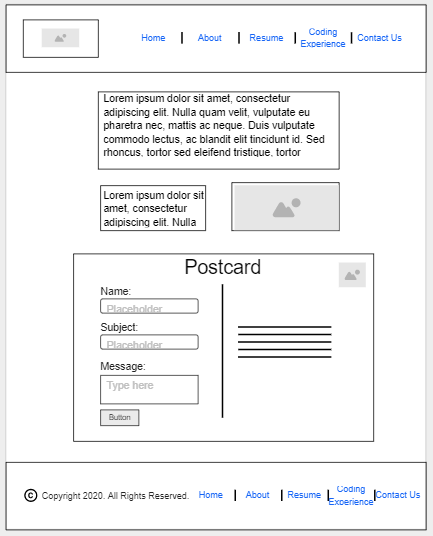 Home | About | Resume | Coding Experience | Contact Us
Lorem ipsum dolor sit amet, consectetur
adipiscing elit. Nulla quam velit, vulputate eu
pharetra nec, mattis ac neque. Duis vulputate
commodo lectus, ac blandit elit tincidunt id. Sed
rhoncus, tortor sed eleifend tristique, tortor
Lorem ipsum dolor sit
amet, consectetur
adipiscing elit. Nulla
Postcard
Name:
Placeholder
Subject:
Placeholder
Message:
Type here
Button
© Copyright 2020. All Rights Reserved.
Home | About | Resume | Coding Experience | Contact Us